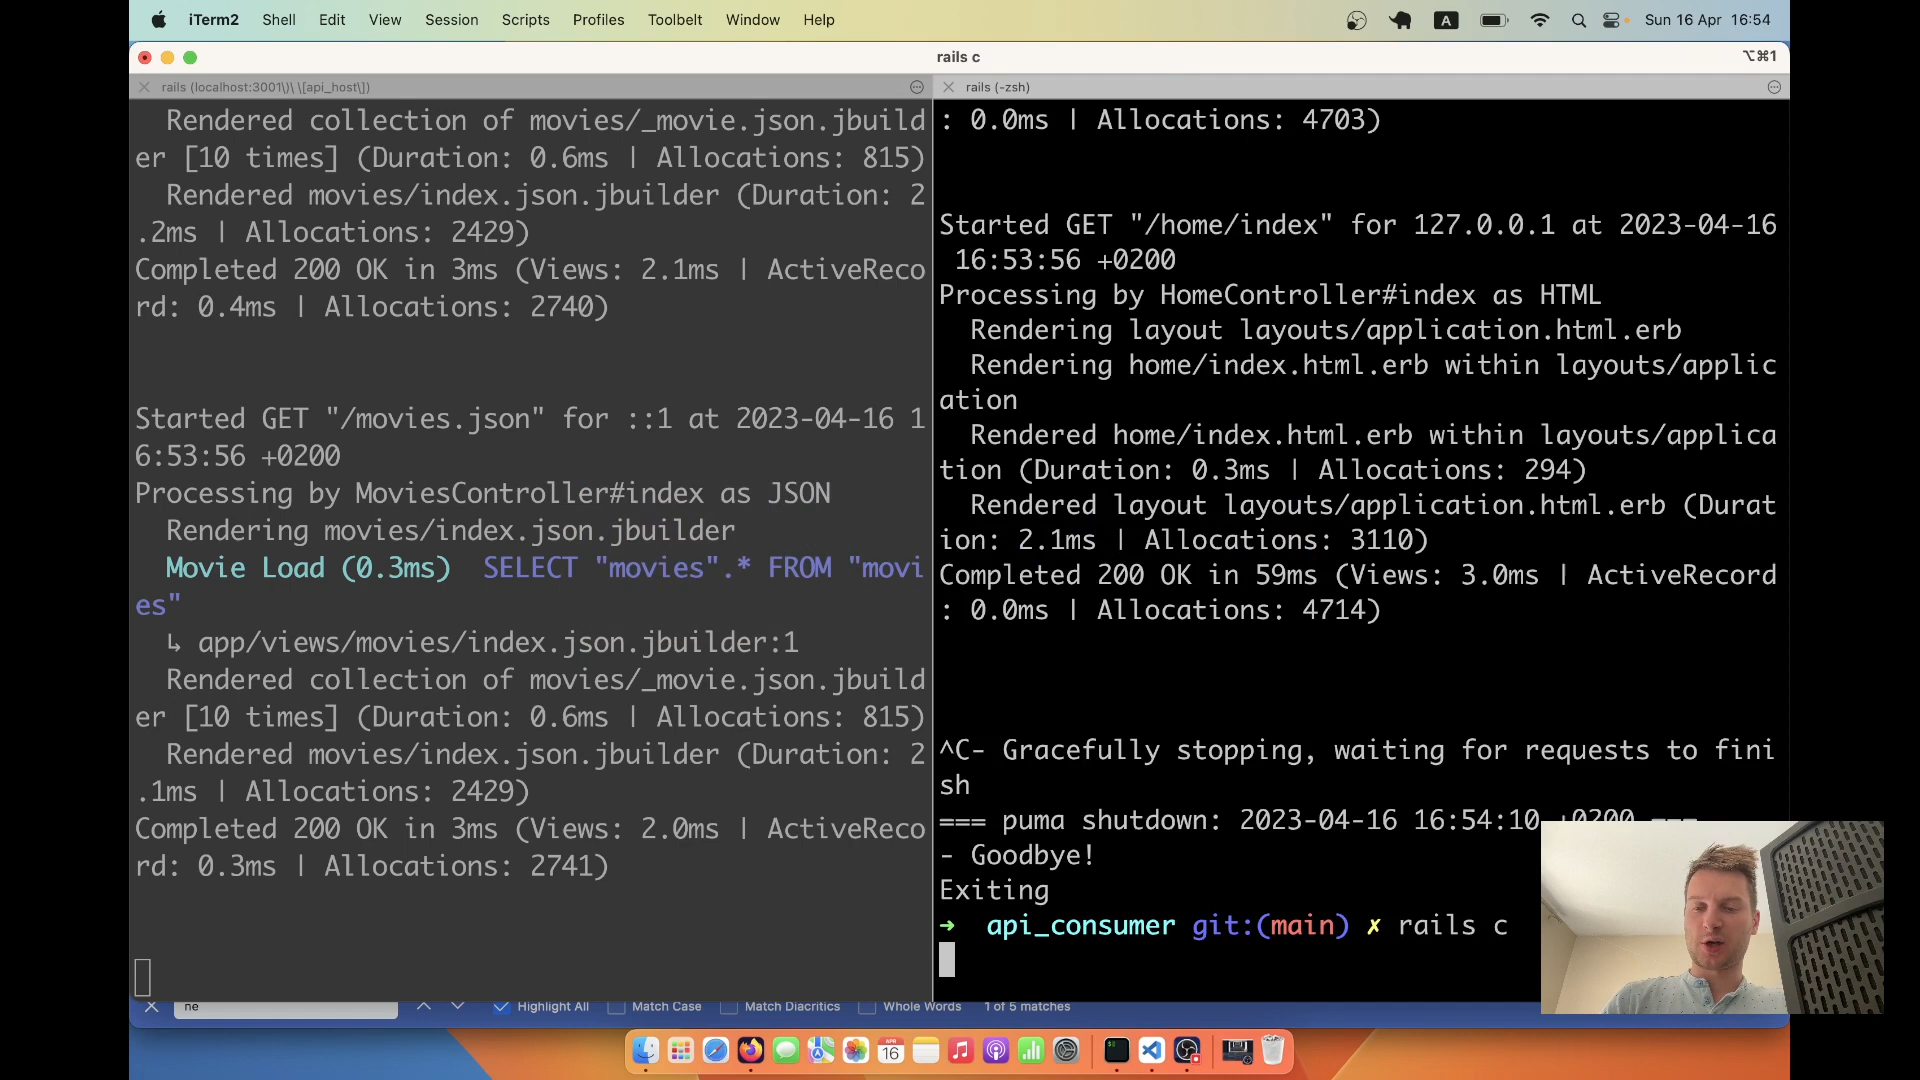 iTerm2 Shell Edit View Session Scripts Profiles Toolbelt Window Help A Sun 16 Apr 16:54
rails c ⌥⌘1
rails (localhost:3001\)\ \[api_host\])
Rendered collection of movies/_movie.json.jbuild
er [10 times] (Duration: 0.6ms | Allocations: 815)
Rendered movies/index.json.jbuilder (Duration: 2
.2ms | Allocations: 2429)
Completed 200 OK in 3ms (Views: 2.1ms | ActiveReco
rd: 0.4ms | Allocations: 2740)
Started GET "/movies.json" for ::1 at 2023-04-16 1
6:53:56 +0200
Processing by MoviesController#index as JSON
Rendering movies/index.json.jbuilder
Movie Load (0.3ms) SELECT "movies".* FROM "movi
es"
↳ app/views/movies/index.json.jbuilder:1
Rendered collection of movies/_movie.json.jbuild
er [10 times] (Duration: 0.6ms | Allocations: 815)
Rendered movies/index.json.jbuilder (Duration: 2
.1ms | Allocations: 2429)
Completed 200 OK in 3ms (Views: 2.0ms | ActiveReco
rd: 0.3ms | Allocations: 2741)
rails (-zsh)
: 0.0ms | Allocations: 4703)
Started GET "/home/index" for 127.0.0.1 at 2023-04-16
16:53:56 +0200
Processing by HomeController#index as HTML
Rendering layout layouts/application.html.erb
Rendering home/index.html.erb within layouts/applic
ation
Rendered home/index.html.erb within layouts/applica
tion (Duration: 0.3ms | Allocations: 294)
Rendered layout layouts/application.html.erb (Durat
ion: 2.1ms | Allocations: 3110)
Completed 200 OK in 59ms (Views: 3.0ms | ActiveRecord
: 0.0ms | Allocations: 4714)
^C- Gracefully stopping, waiting for requests to fini
sh
=== puma shutdown: 2023-04-16 16:54:10 +0200 ===
- Goodbye!
Exiting
➜ api_consumer git:(main) ✗ rails c
ne Highlight All Match Case Match Diacritics Whole Words 1 of 5 matches
APR
16